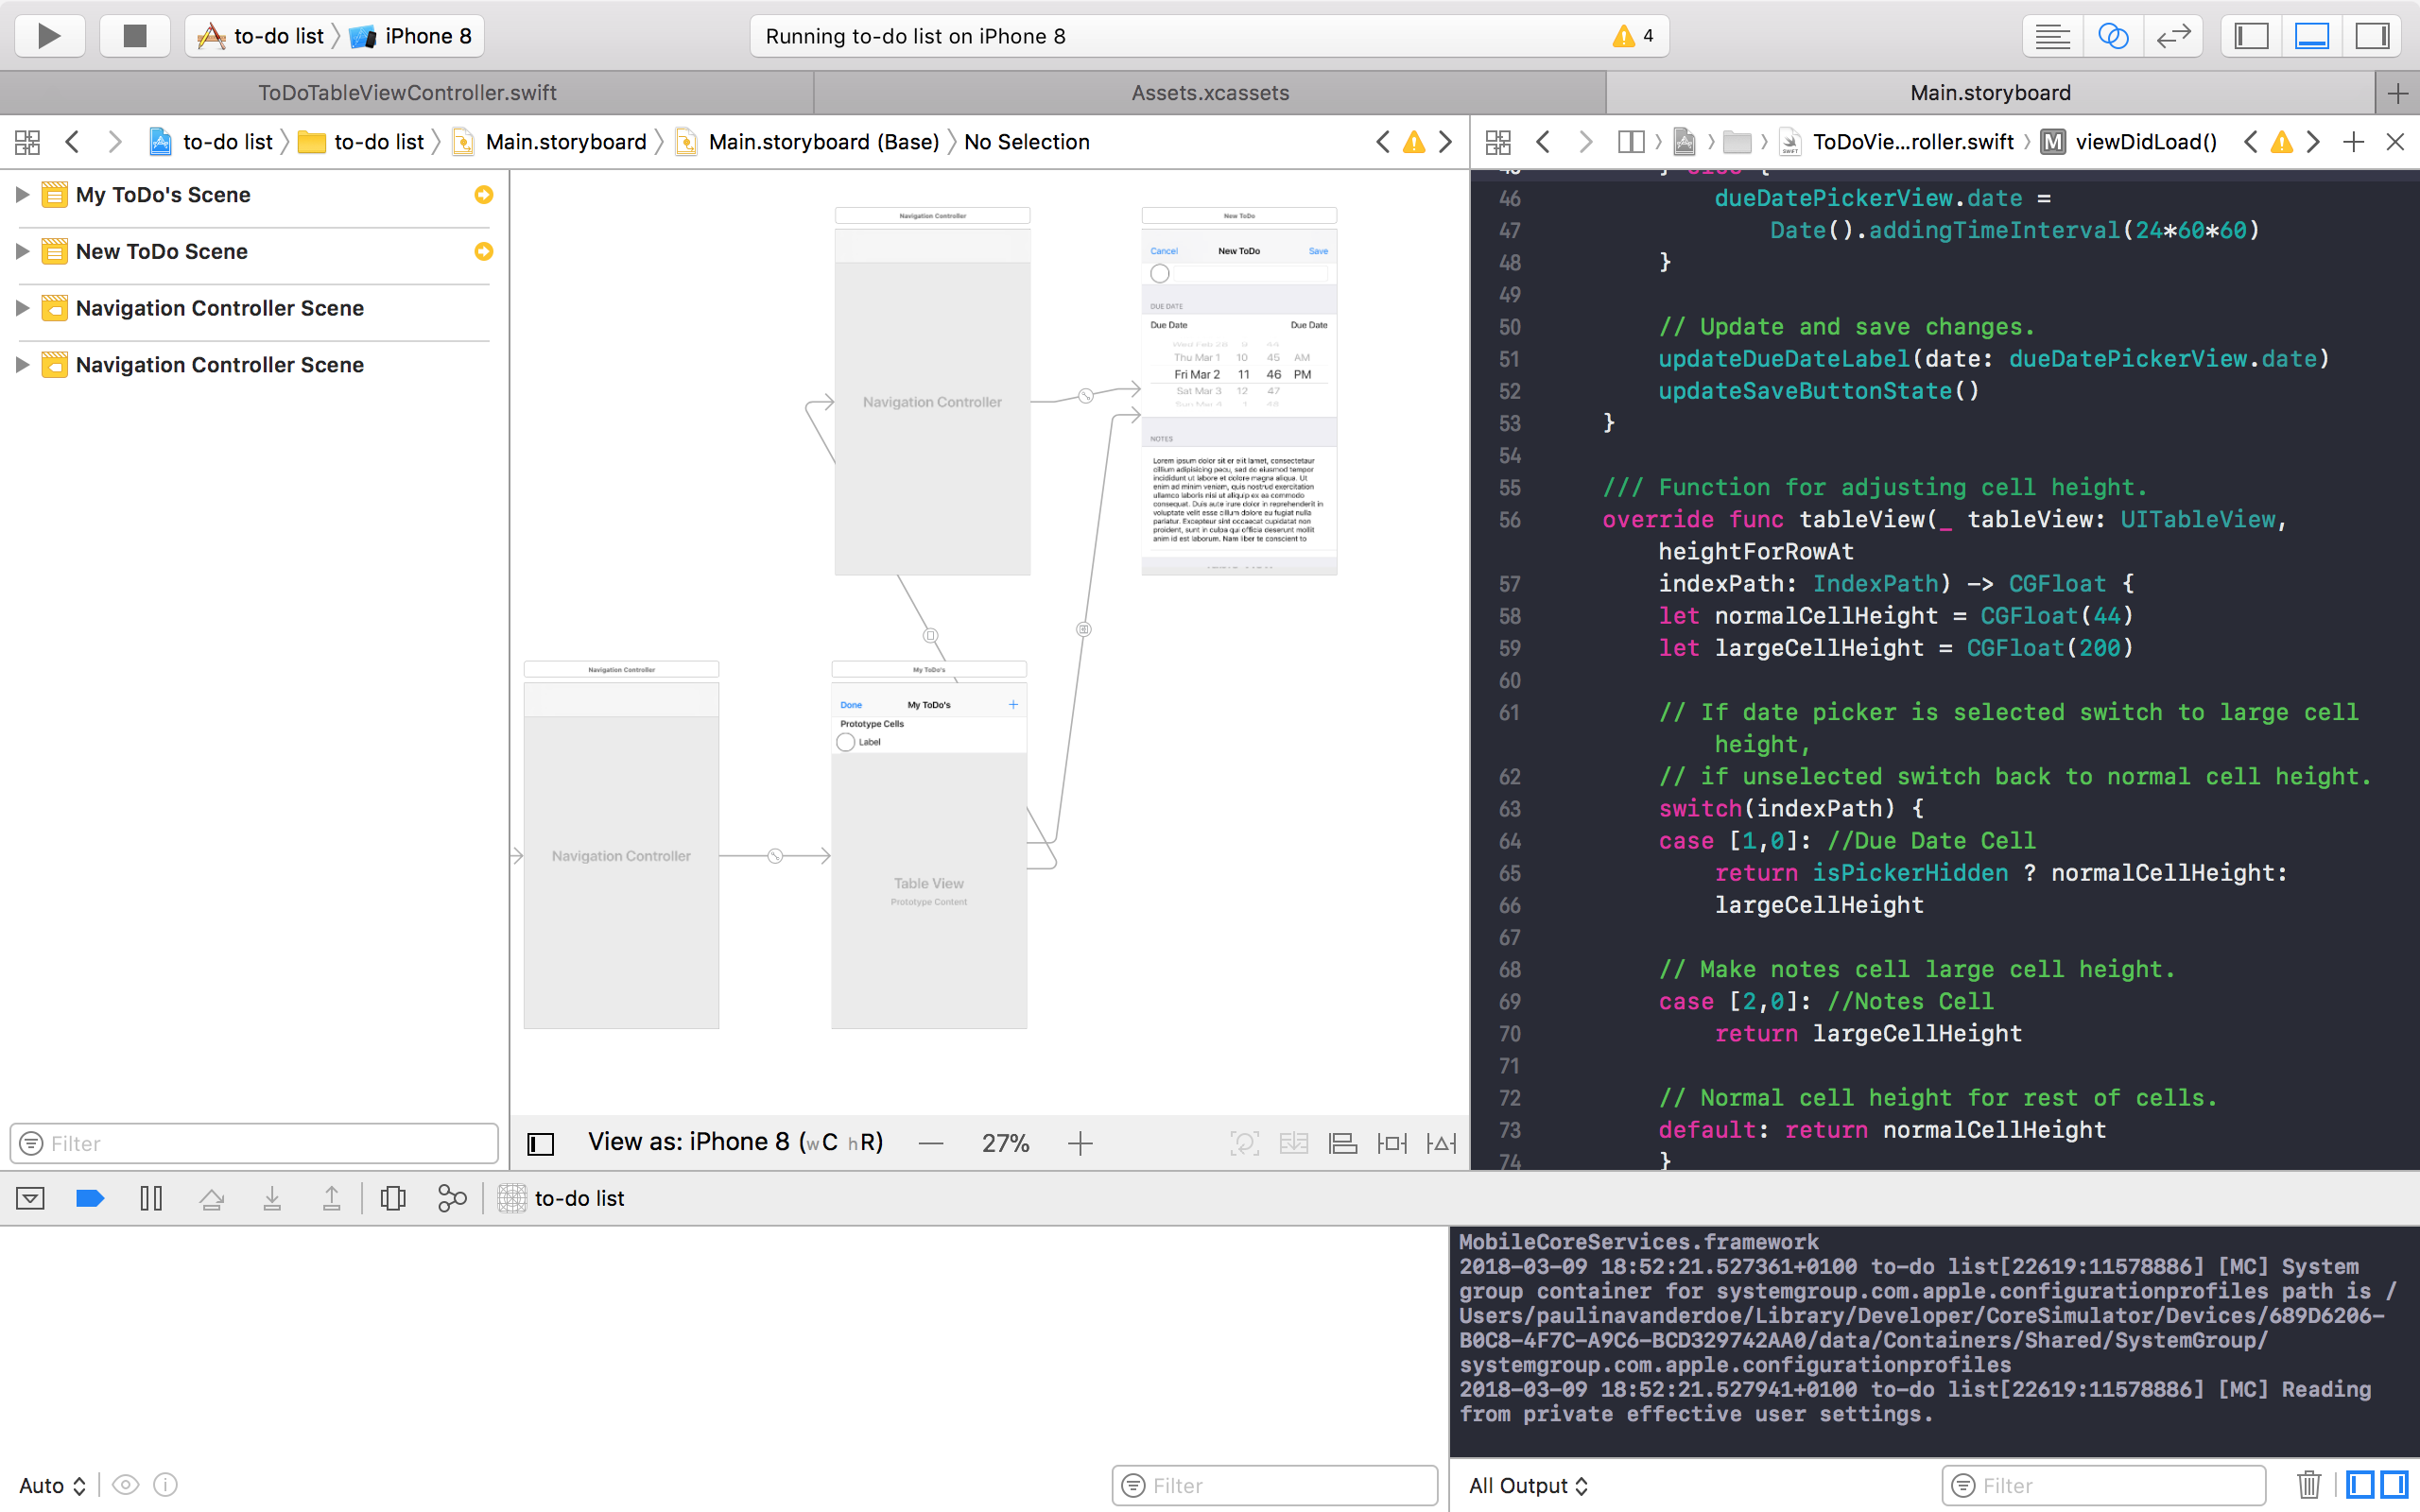 to-do list iPhone 8
Running to-do list on iPhone 8
4
ToDoTableViewController.swift
Assets.xcassets
Main.storyboard
to-do list to-do list Main.storyboard Main.storyboard (Base) No Selection
ToDoVie...roller.swift M viewDidLoad()
My ToDo's Scene
New ToDo Scene
Navigation Controller Scene
Navigation Controller Scene
Filter
Navigation Controller
Navigation Controller
New ToDo
Cancel New ToDo Save
DUE DATE
Due Date Due Date
Thu Mar 1 10 45 AM
Fri Mar 2 11 46 PM
Sat Mar 3 12 47
NOTES
Lorem ipsum dolor sit er elit lamet, consectetaur
cillium adipisicing pecu, sed do eiusmod tempor
incididunt ut labore et dolore magna aliqua. Ut
enim ad minim veniam, quis nostrud exercitation
ullamco laboris nisi ut aliquip ex ea commodo
consequat. Duis aute irure dolor in reprehenderit in
voluptate velit esse cillum dolore eu fugiat nulla
pariatur. Excepteur sint occaecat cupidatat non
proident, sunt in culpa qui officia deserunt mollit
anim id est laborum. Nam liber te conscient to
Navigation Controller
Navigation Controller
My ToDo's
Done My ToDo's +
Prototype Cells
Label
Table View
Prototype Content
View as: iPhone 8 (wC hR) — 27% +
} else {
46 dueDatePickerView.date =
47 Date().addingTimeInterval(24*60*60)
48 }
49
50 // Update and save changes.
51 updateDueDateLabel(date: dueDatePickerView.date)
52 updateSaveButtonState()
53 }
54
55 /// Function for adjusting cell height.
56 override func tableView(_ tableView: UITableView,
heightForRowAt
57 indexPath: IndexPath) -> CGFloat {
58 let normalCellHeight = CGFloat(44)
59 let largeCellHeight = CGFloat(200)
60
61 // If date picker is selected switch to large cell
height,
62 // if unselected switch back to normal cell height.
63 switch(indexPath) {
64 case [1,0]: //Due Date Cell
65 return isPickerHidden ? normalCellHeight:
66 largeCellHeight
67
68 // Make notes cell large cell height.
69 case [2,0]: //Notes Cell
70 return largeCellHeight
71
72 // Normal cell height for rest of cells.
73 default: return normalCellHeight
74 }
to-do list
MobileCoreServices.framework
2018-03-09 18:52:21.527361+0100 to-do list[22619:11578886] [MC] System
group container for systemgroup.com.apple.configurationprofiles path is /
Users/paulinavanderdoe/Library/Developer/CoreSimulator/Devices/689D6206-
B0C8-4F7C-A9C6-BCD329742AA0/data/Containers/Shared/SystemGroup/
systemgroup.com.apple.configurationprofiles
2018-03-09 18:52:21.527941+0100 to-do list[22619:11578886] [MC] Reading
from private effective user settings.
Auto
Filter
All Output
Filter